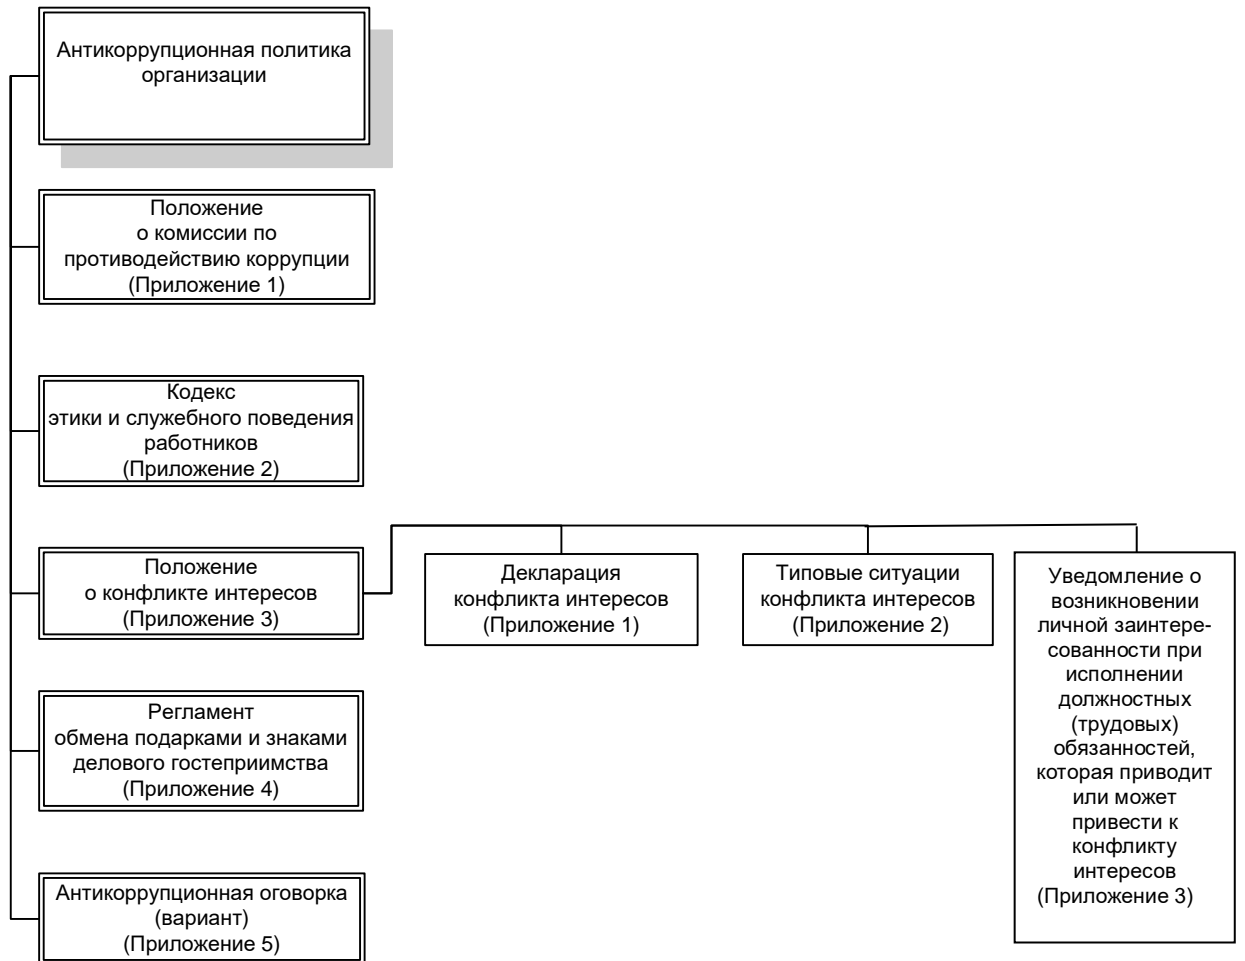 Антикоррупционная политика
организации
Положение
о комиссии по
противодействию коррупции
(Приложение 1)
Кодекс
этики и служебного поведения
работников
(Приложение 2)
Положение
о конфликте интересов
(Приложение 3)
Декларация
конфликта интересов
(Приложение 1)
Типовые ситуации
конфликта интересов
(Приложение 2)
Уведомление о
возникновении
личной заинтере-
сованности при
исполнении
должностных
(трудовых)
обязанностей,
которая приводит
или может
привести к
конфликту
интересов
(Приложение 3)
Регламент
обмена подарками и знаками
делового гостеприимства
(Приложение 4)
Антикоррупционная оговорка
(вариант)
(Приложение 5)